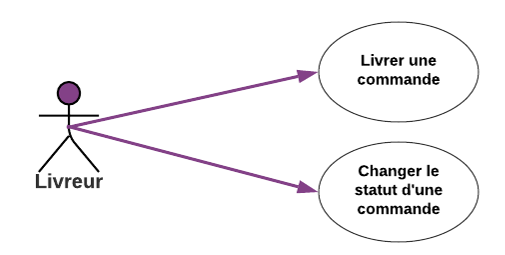 Livrer une
commande
Changer le
statut d'une
commande
Livreur